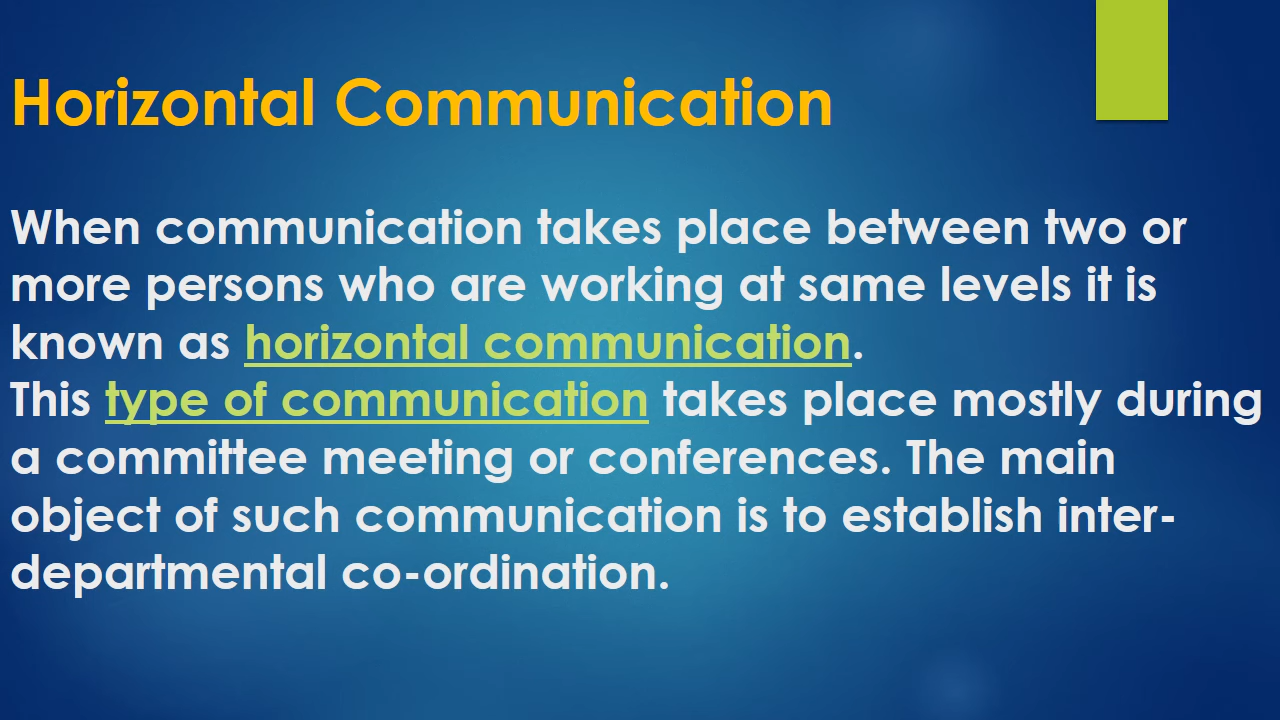 Horizontal Communication
When communication takes place between two or
more persons who are working at same levels it is
known as horizontal communication.
This type of communication takes place mostly during
a committee meeting or conferences. The main
object of such communication is to establish inter-
departmental co-ordination.